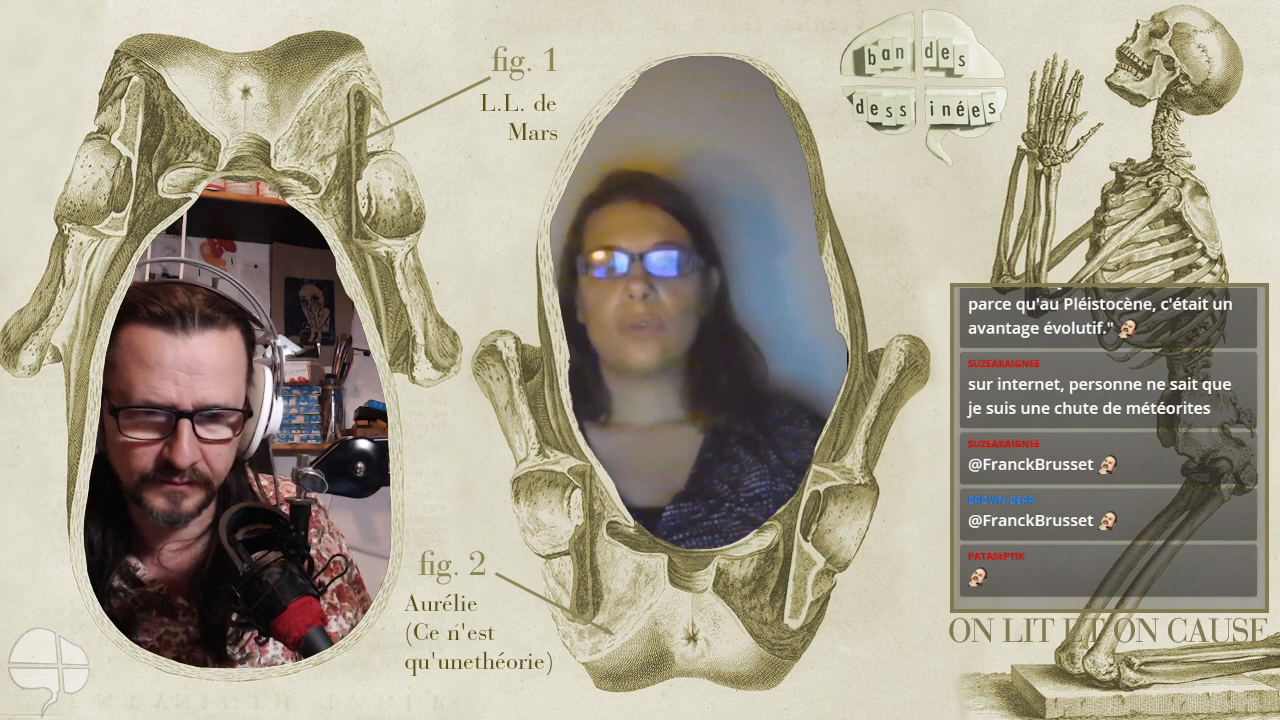 fig. 1
L.L. de
Mars
ban des
dess inées
parce qu'au Pléistocène, c'était un
avantage évolutif."
SUZEARAIGNEE
sur internet, personne ne sait que
je suis une chute de météorites
SUZEARAIGNEE
@FranckBrusset
BROWN_BEAR
@FranckBrusset
PATASEPTIK
fig. 2
Aurélie
(Ce n'est
qu'unethéorie)
ON LIT ET ON CAUSE